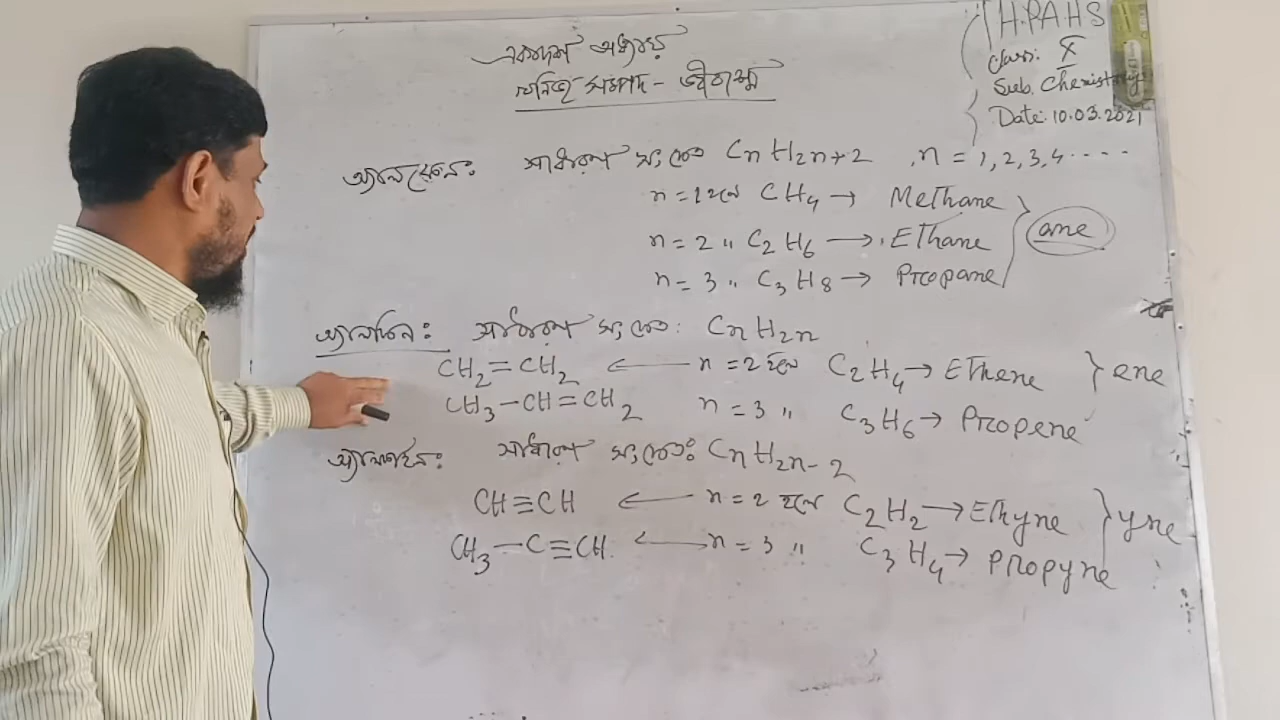 H.PAHS
Class: X
Sub. Chemistry
Date: 10.03.2021
একাদশ অধ্যায়
খনিজ সম্পদ - জীবাশ্ম
অ্যালকেনঃ সাধারণ সংকেত CnH2n+2 , n = 1, 2, 3, 4 ....
n = 1 হলে CH4 → Methane
n = 2 " C2H6 → Ethane } ane
n = 3 " C3H8 → Propane
অ্যালকিনঃ সাধারণ সংকেত: CnH2n
CH2=CH2 ← n = 2 হলে C2H4 → Ethene } ene
CH3-CH=CH2 n = 3 " C3H6 → Propene
অ্যালকাইনঃ সাধারণ সংকেতঃ CnH2n-2
CH≡CH ← n = 2 হলে C2H2 → Ethyne } yne
CH3-C≡CH ← n = 3 " C3H4 → Propyne